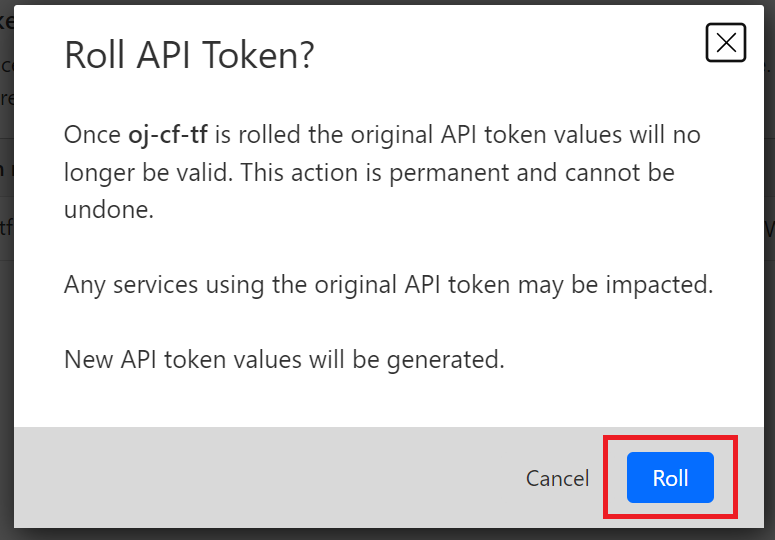 Roll API Token?
Once oj-cf-tf is rolled the original API token values will no
longer be valid. This action is permanent and cannot be
undone.
Any services using the original API token may be impacted.
New API token values will be generated.
Cancel
Roll